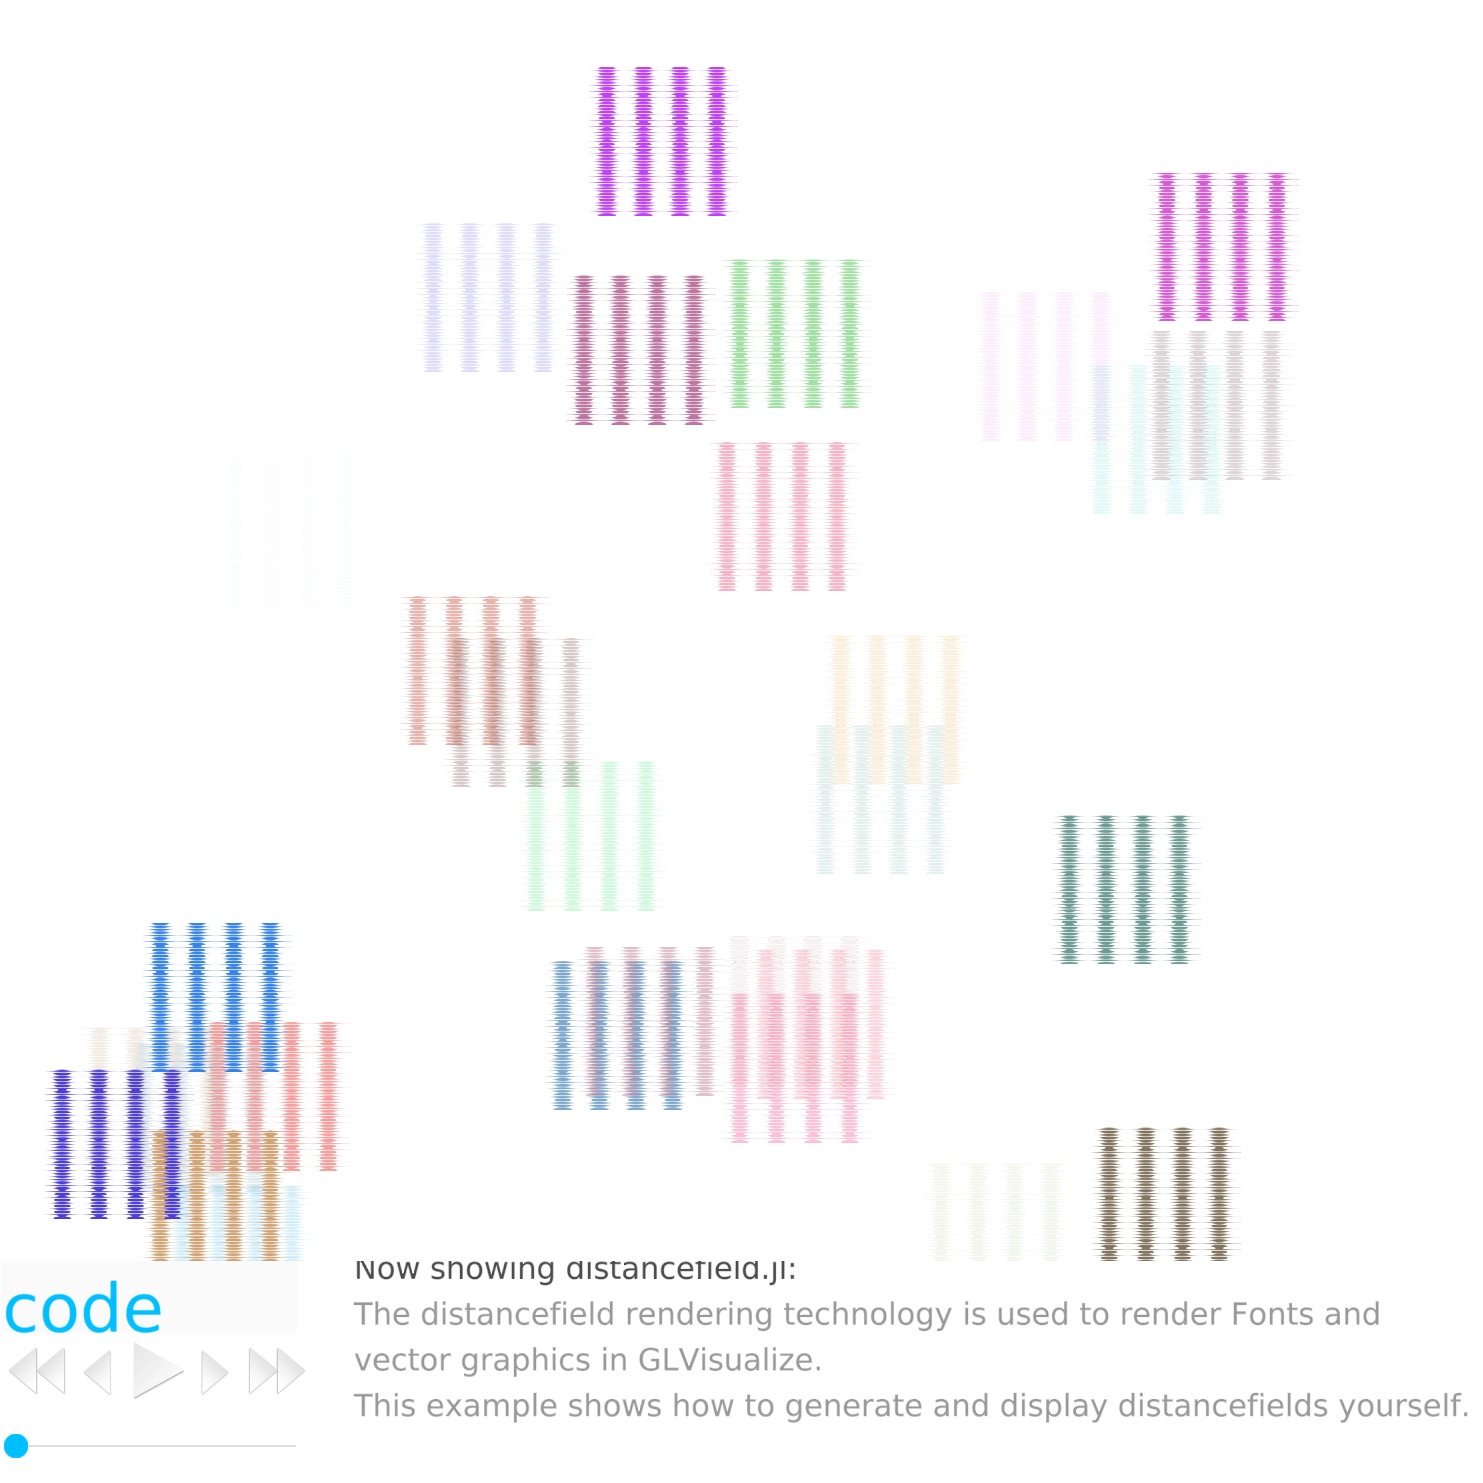 Now showing distancefield.jl:
code
The distancefield rendering technology is used to render Fonts and
vector graphics in GLVisualize.
This example shows how to generate and display distancefields yourself.